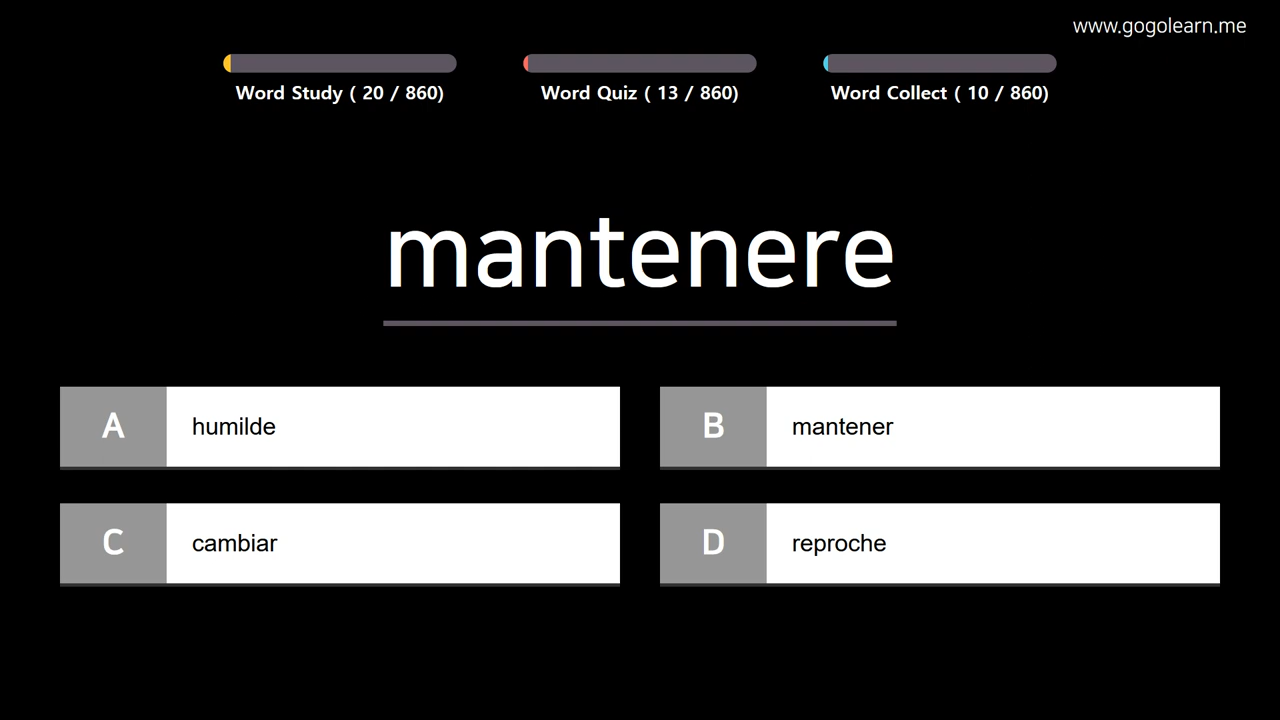 www.gogolearn.me
Word Study ( 20 / 860)
Word Quiz ( 13 / 860)
Word Collect ( 10 / 860)
mantenere
A humilde
B mantener
C cambiar
D reproche